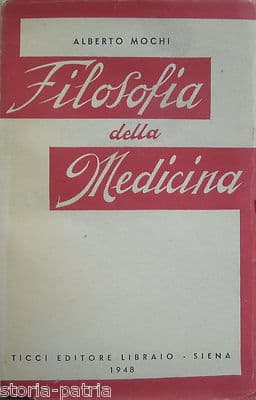 ALBERTO MOCHI
Filosofia
della
Medicina
TICCI EDITORE LIBRAIO - SIENA
1948
storia-patria